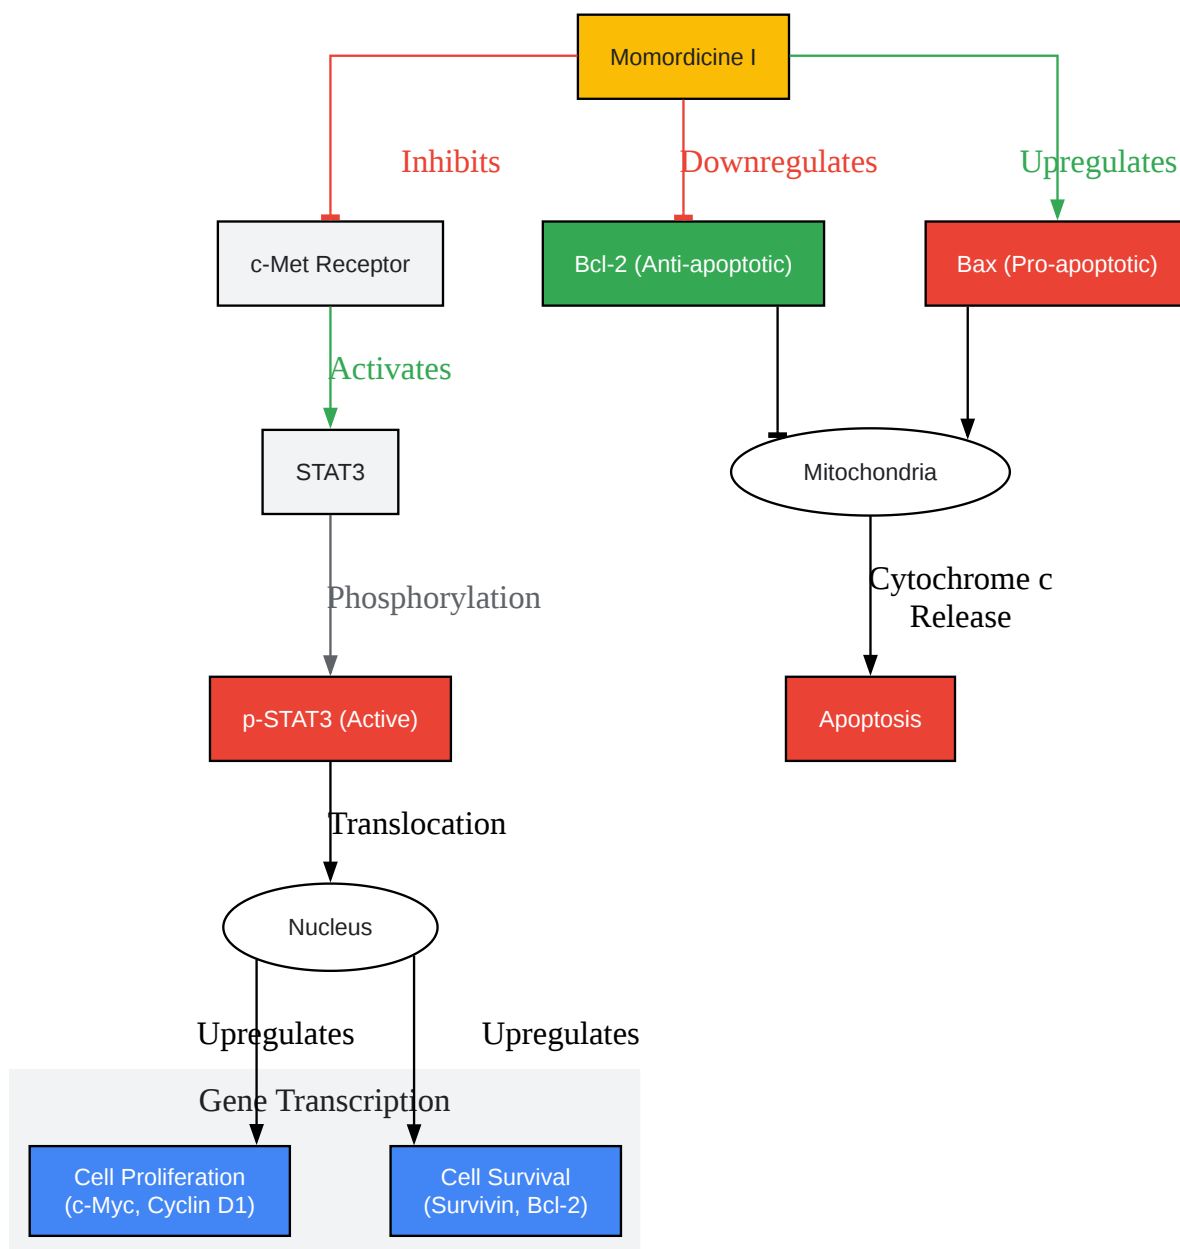 Momordicine I
Inhibits
Downregulates
Upregulates
c-Met Receptor
Bcl-2 (Anti-apoptotic)
Bax (Pro-apoptotic)
Activates
STAT3
Mitochondria
Phosphorylation
Cytochrome c
Release
p-STAT3 (Active)
Apoptosis
Translocation
Nucleus
Upregulates
Upregulates
Gene Transcription
Cell Proliferation
(c-Myc, Cyclin D1)
Cell Survival
(Survivin, Bcl-2)